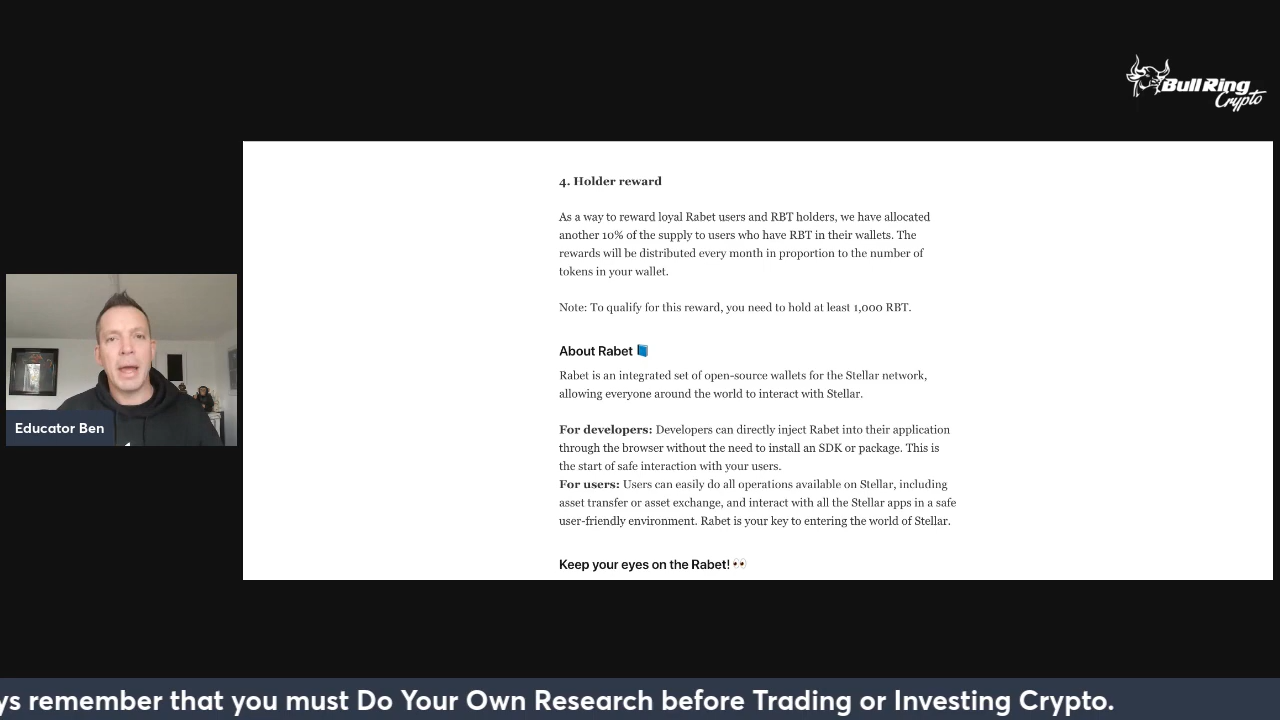 Bull Ring
Crypto
4. Holder reward
As a way to reward loyal Rabet users and RBT holders, we have allocated
another 10% of the supply to users who have RBT in their wallets. The
rewards will be distributed every month in proportion to the number of
tokens in your wallet.
Note: To qualify for this reward, you need to hold at least 1,000 RBT.
About Rabet 📘
Rabet is an integrated set of open-source wallets for the Stellar network,
allowing everyone around the world to interact with Stellar.
For developers: Developers can directly inject Rabet into their application
through the browser without the need to install an SDK or package. This is
the start of safe interaction with your users.
For users: Users can easily do all operations available on Stellar, including
asset transfer or asset exchange, and interact with all the Stellar apps in a safe
user-friendly environment. Rabet is your key to entering the world of Stellar.
Keep your eyes on the Rabet! 👀
Educator Ben
ys remember that you must Do Your Own Research before Trading or Investing Crypto.